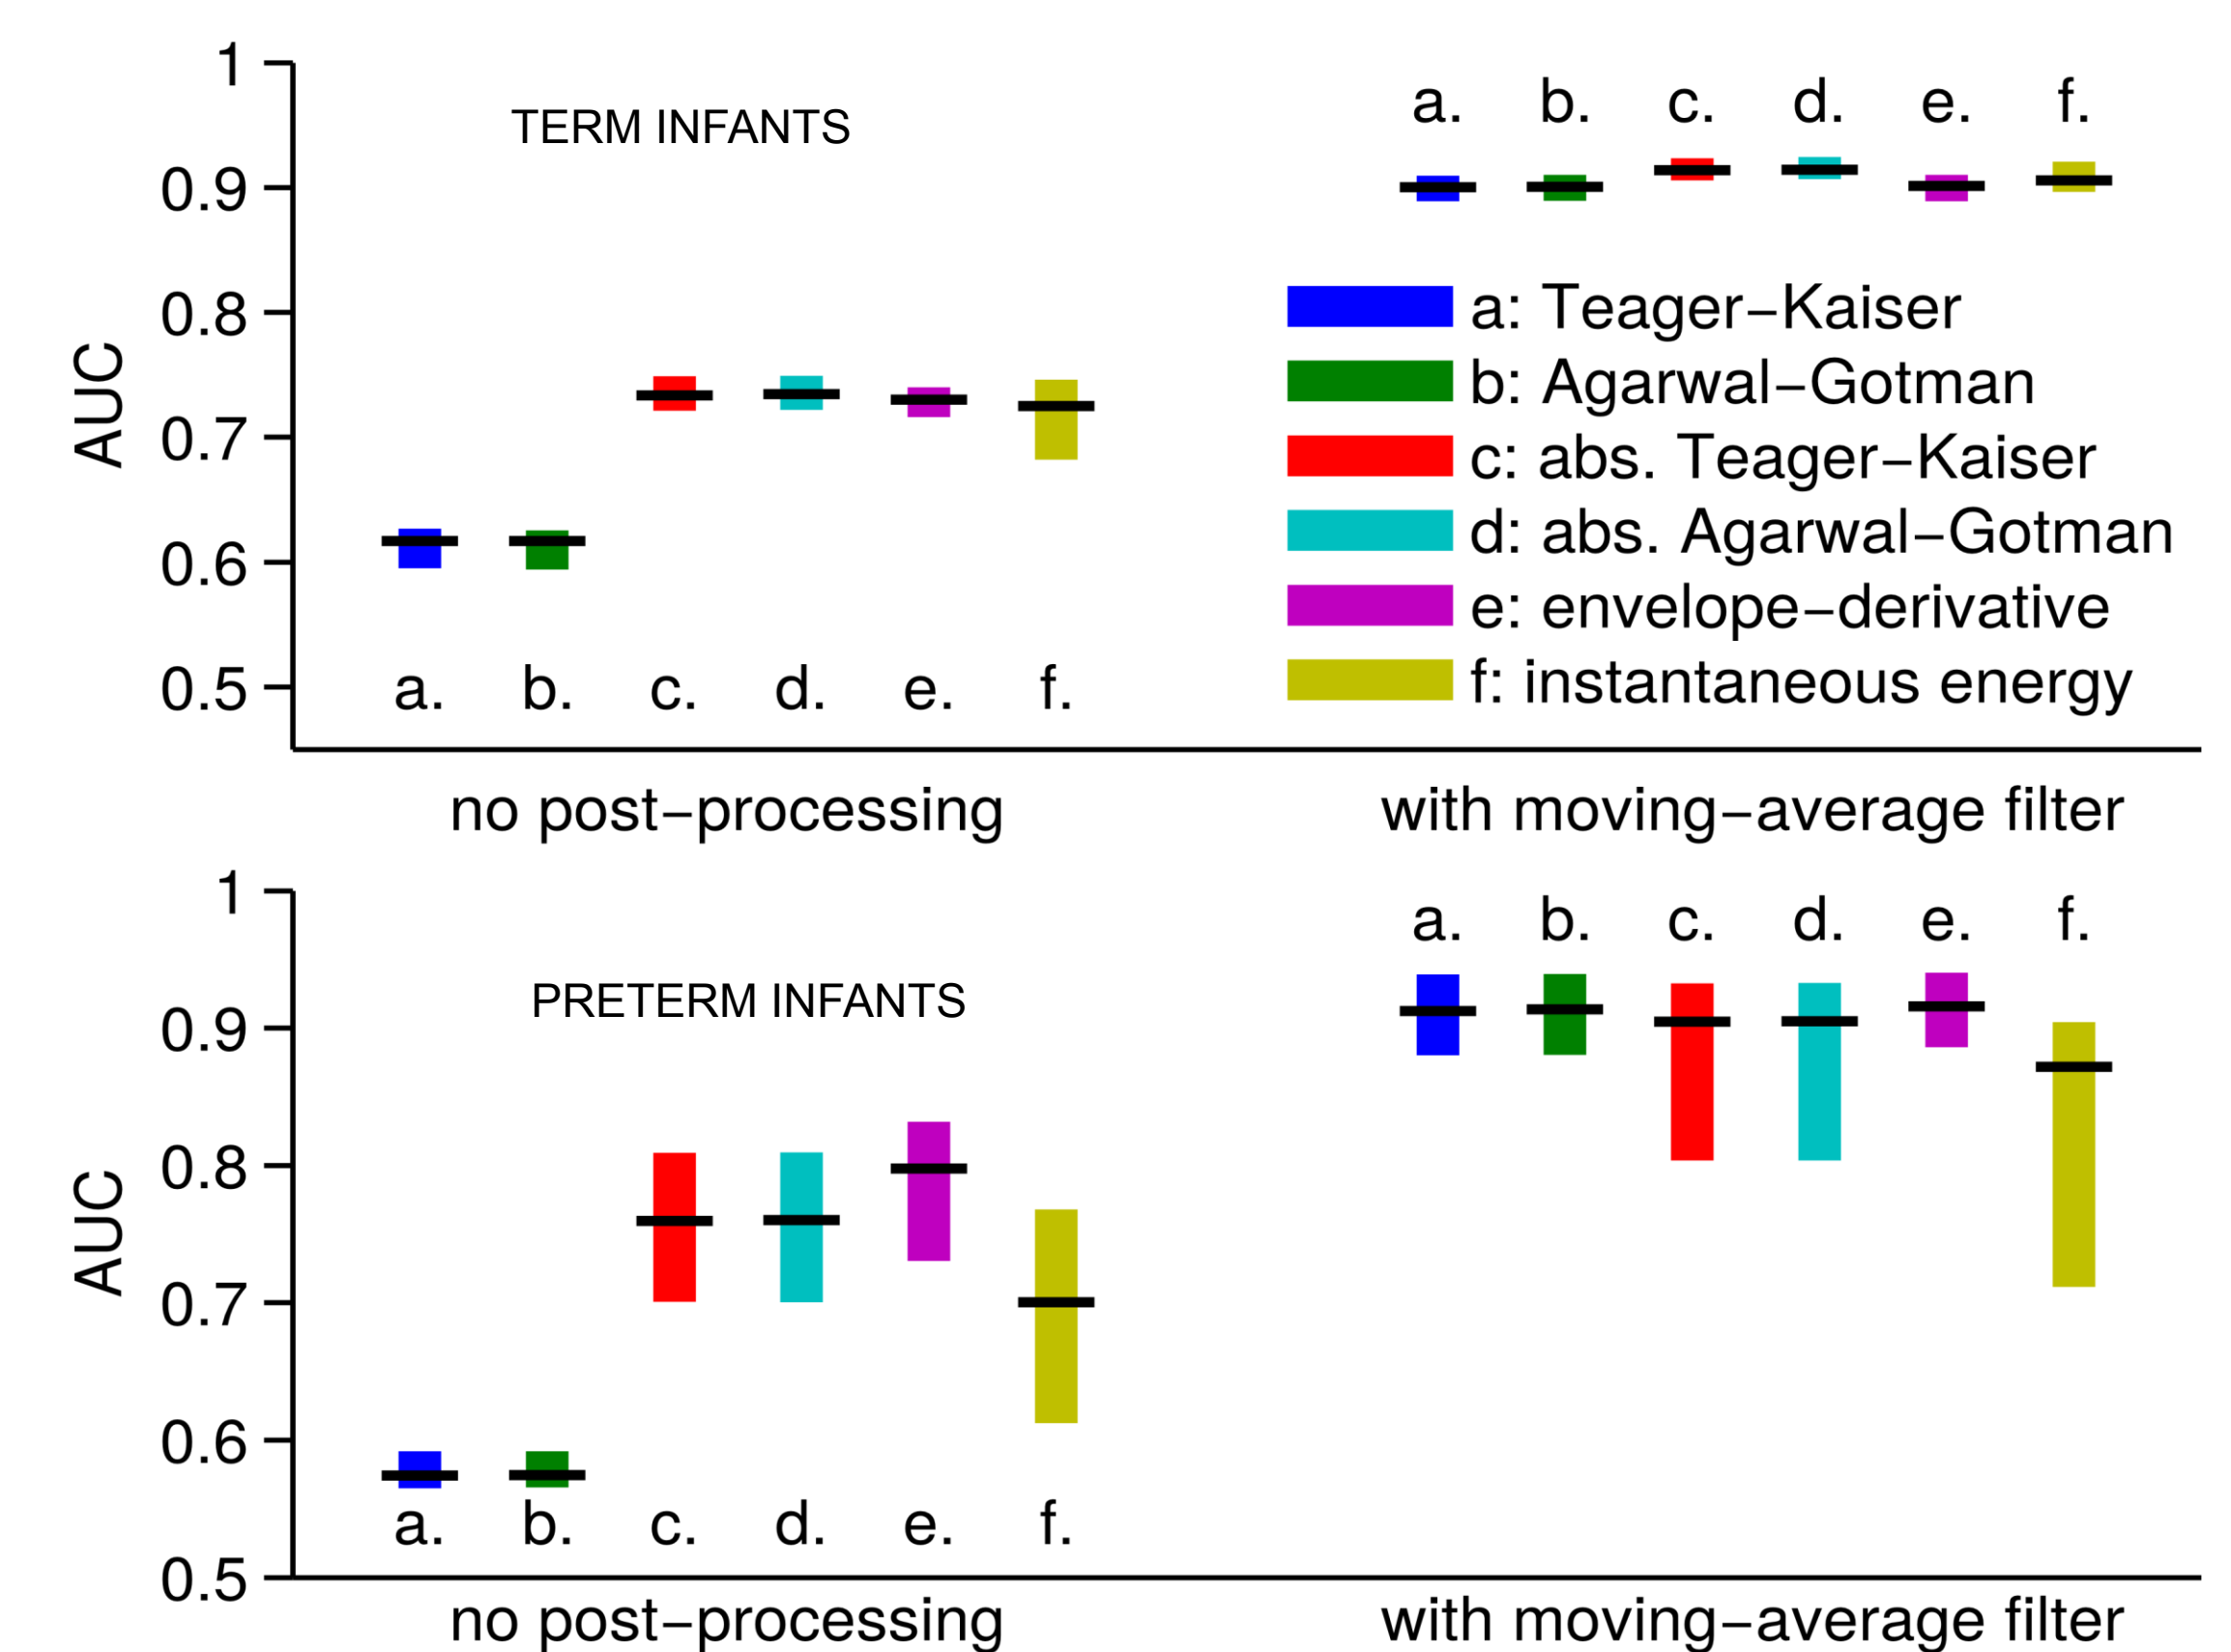 1
0.9
0.8
0.7
0.6
0.5
AUC
TERM INFANTS
a. b. c. d. e. f.
a. b. c. d. e. f.
a: Teager−Kaiser
b: Agarwal−Gotman
c: abs. Teager−Kaiser
d: abs. Agarwal−Gotman
e: envelope−derivative
f: instantaneous energy
no post−processing
with moving−average filter
1
0.9
0.8
0.7
0.6
0.5
AUC
PRETERM INFANTS
a. b. c. d. e. f.
a. b. c. d. e. f.
no post−processing
with moving−average filter